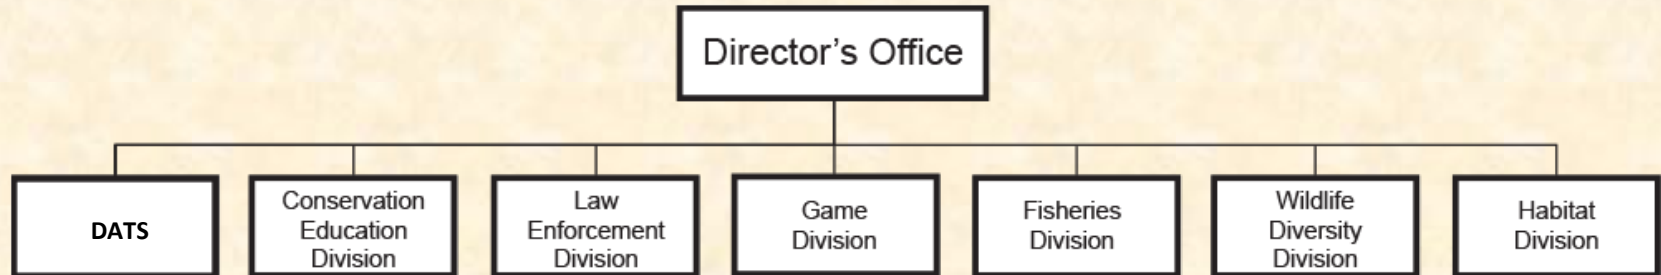 Director’s Office
DATS
Conservation
Education
Division
Law
Enforcement
Division
Game
Division
Fisheries
Division
Wildlife
Diversity
Division
Habitat
Division